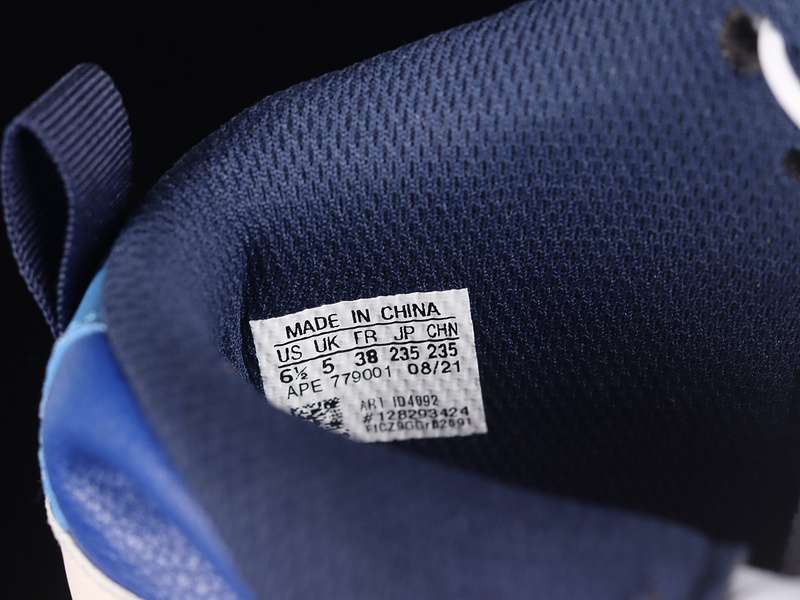 MADE IN CHINA
US UK FR JP CHN
6½ 5 38 235 235
APE 779001 08/21
ART ID4092
#128293424